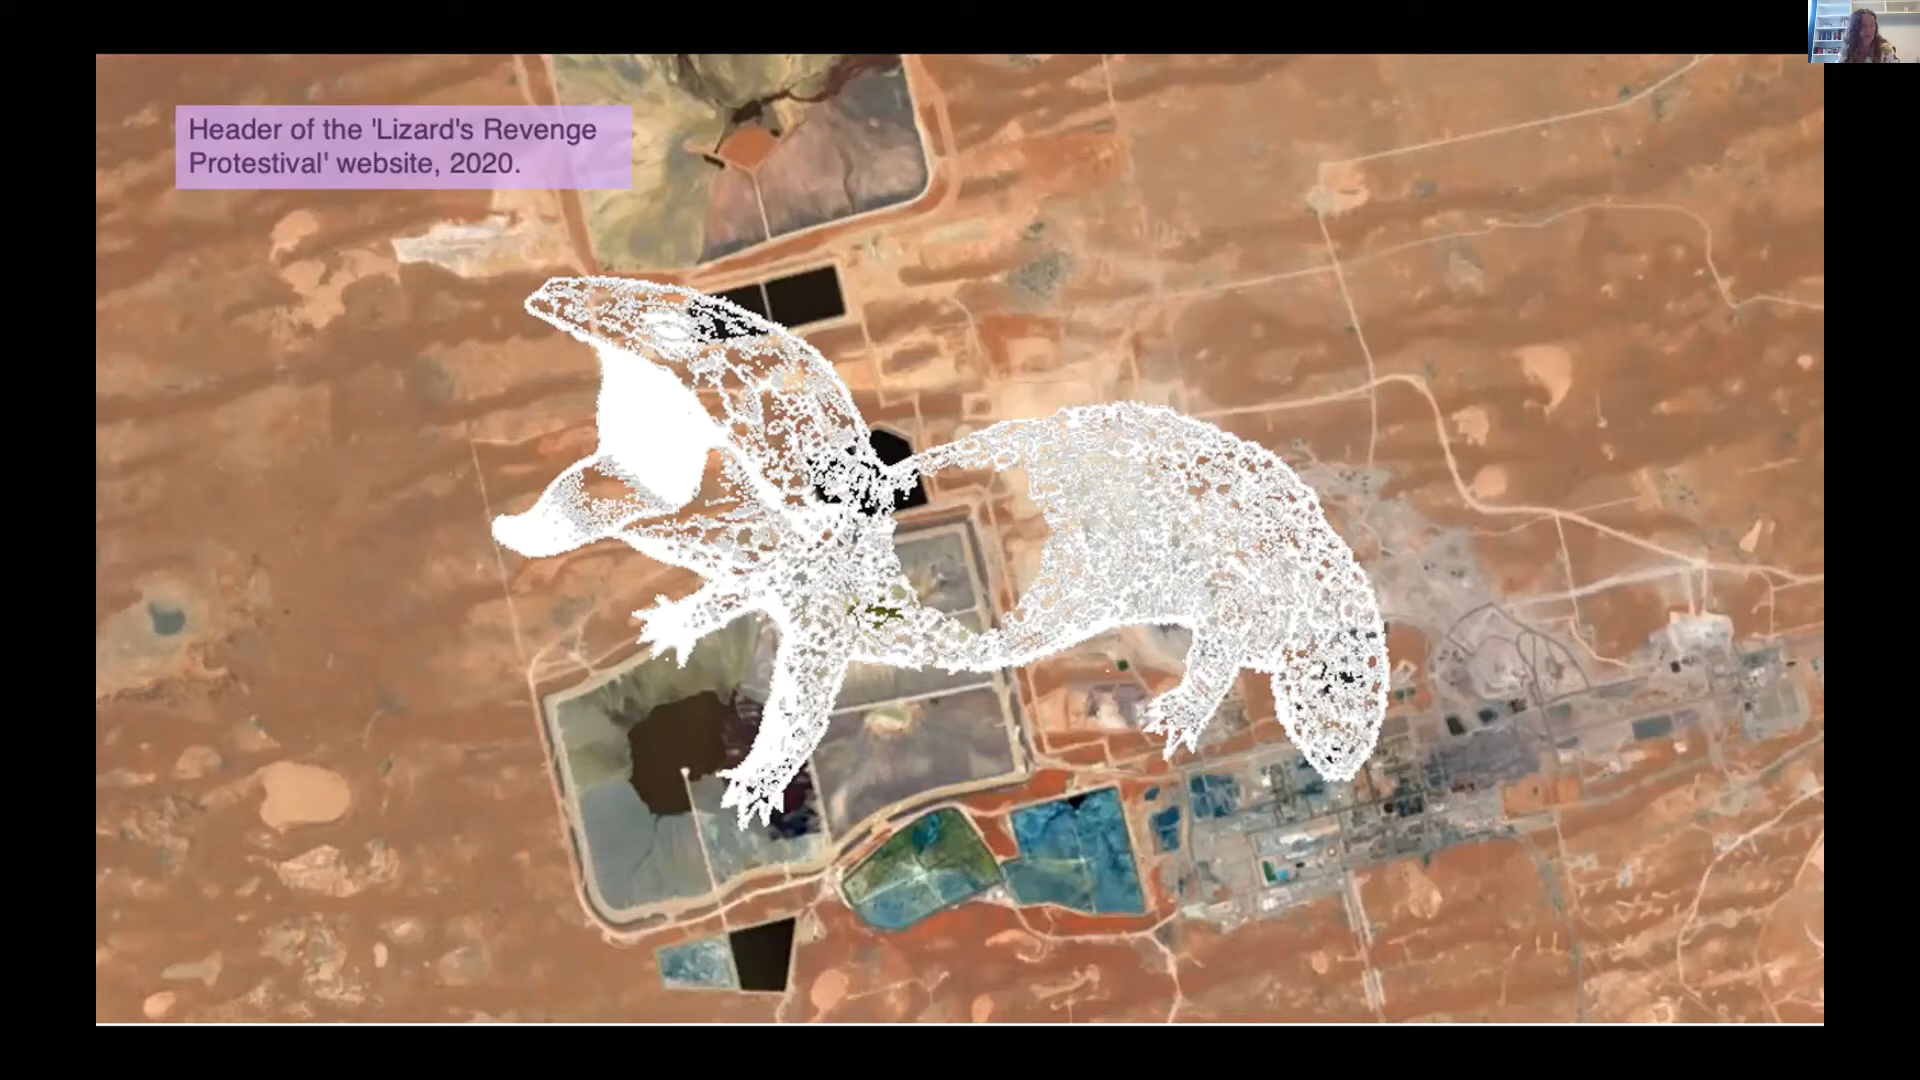 Header of the 'Lizard's Revenge
Protestival' website, 2020.